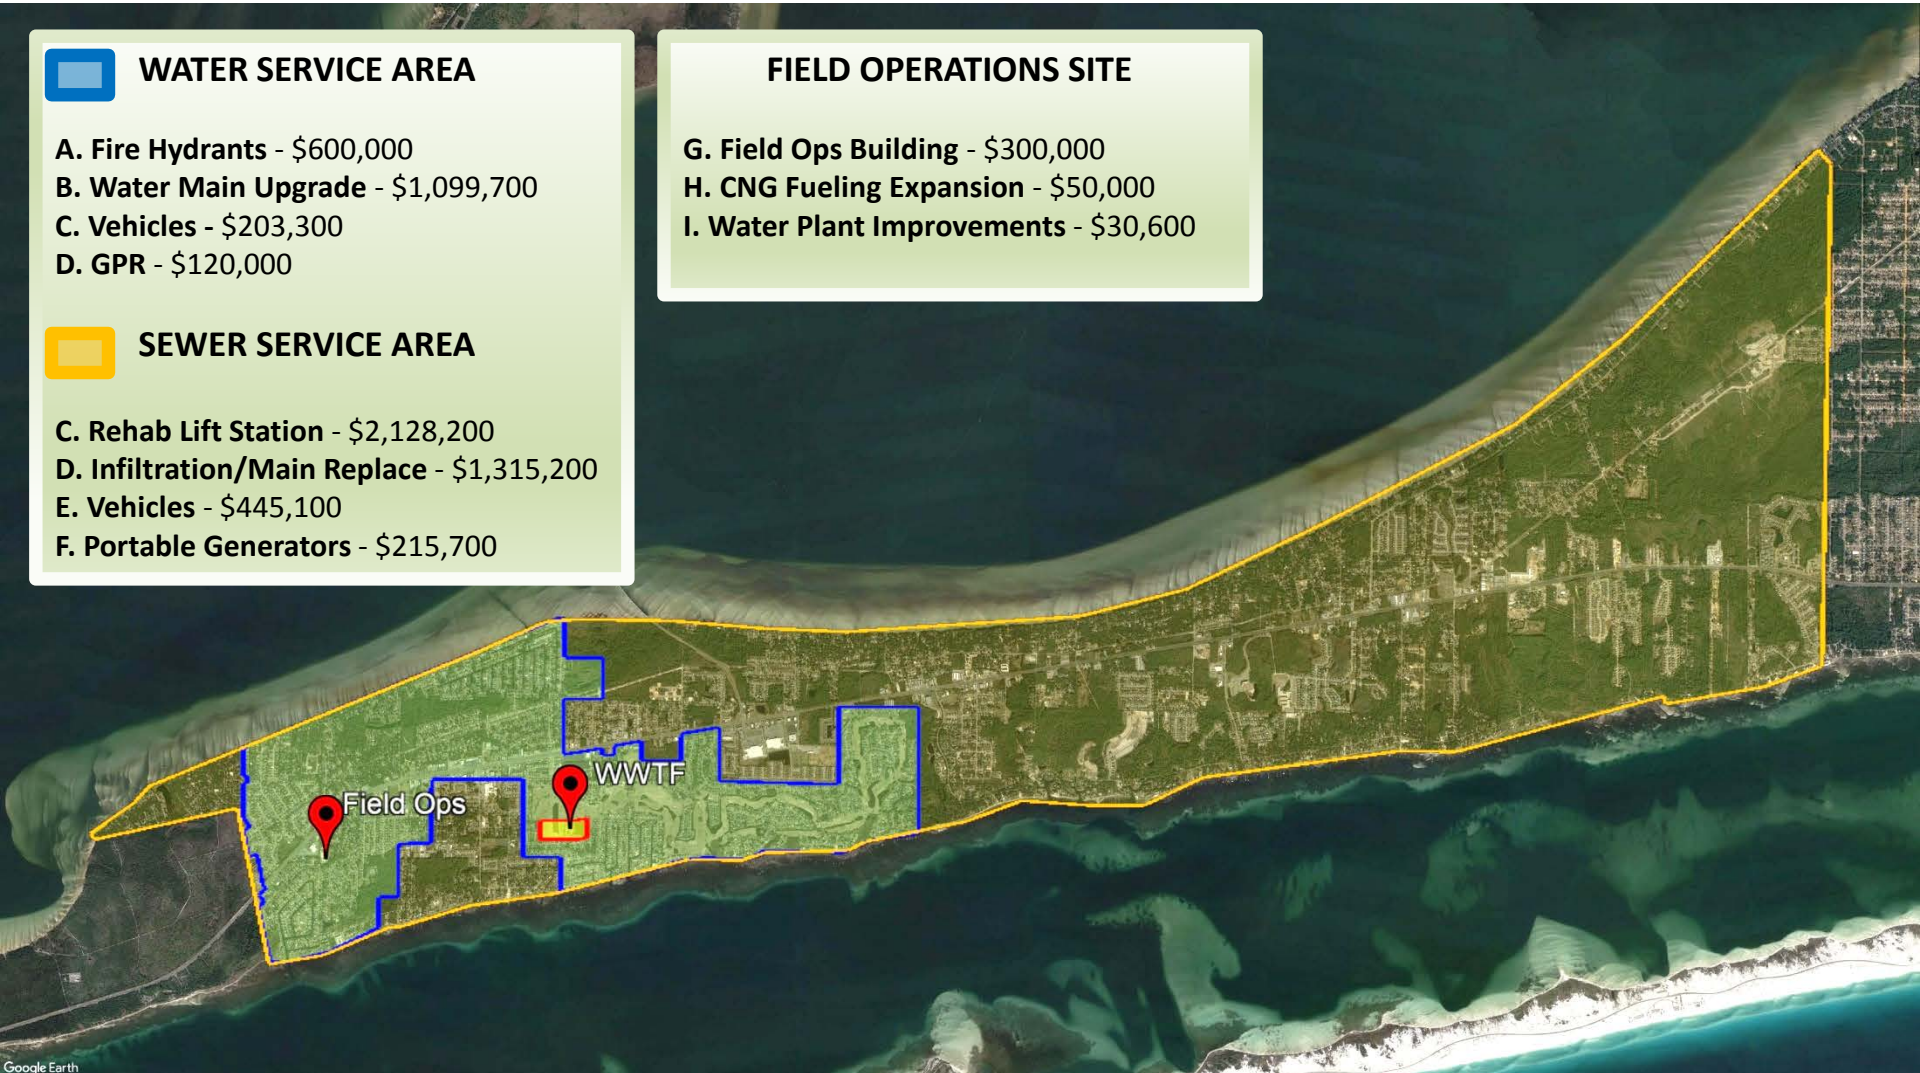 WATER SERVICE AREA
A. Fire Hydrants - $600,000
B. Water Main Upgrade - $1,099,700
C. Vehicles - $203,300
D. GPR - $120,000
SEWER SERVICE AREA
C. Rehab Lift Station - $2,128,200
D. Infiltration/Main Replace - $1,315,200
E. Vehicles - $445,100
F. Portable Generators - $215,700
FIELD OPERATIONS SITE
G. Field Ops Building - $300,000
H. CNG Fueling Expansion - $50,000
I. Water Plant Improvements - $30,600
WWTF
Field Ops
Google Earth